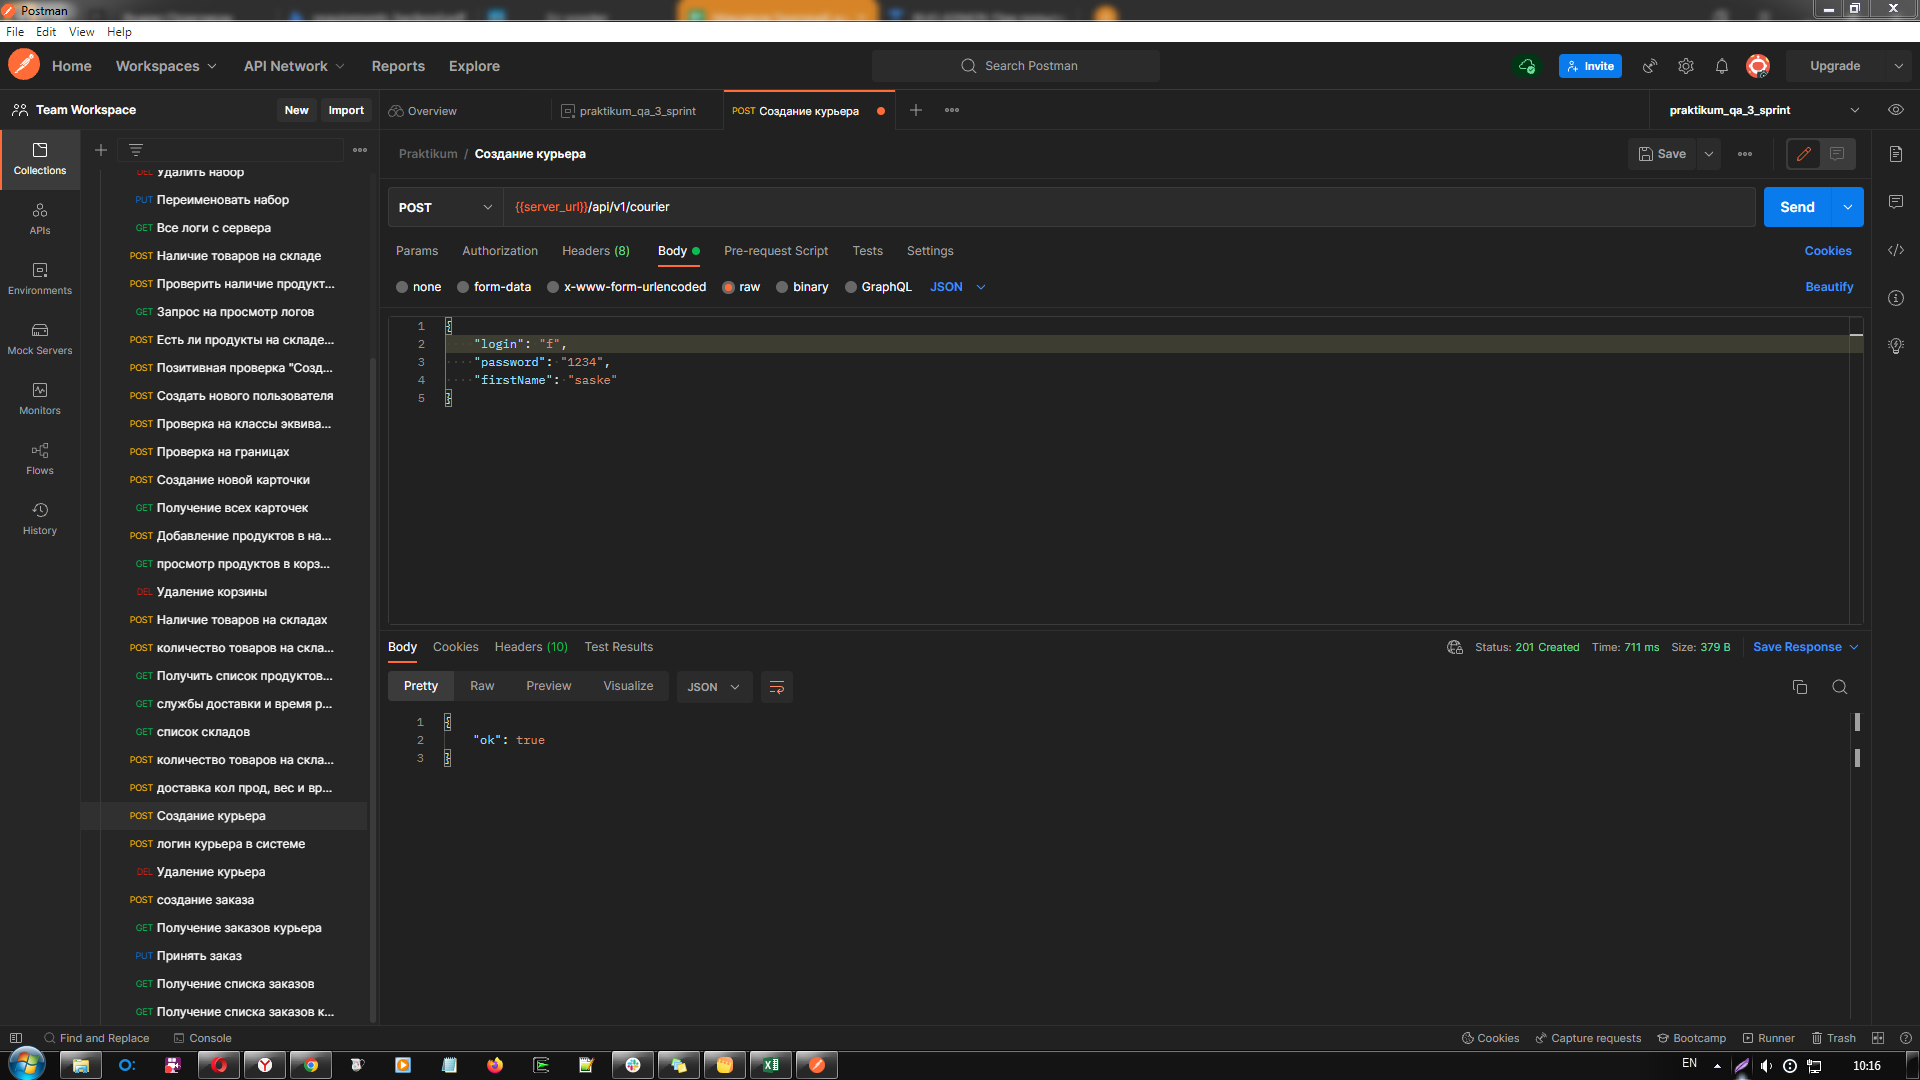 Postman
File Edit View Help
Home Workspaces API Network Reports Explore
Search Postman
Invite
Upgrade
Team Workspace
New Import
Overview
praktikum_qa_3_sprint
POST Создание курьера
praktikum_qa_3_sprint
Collections
APIs
Environments
Mock Servers
Monitors
Flows
History
DEL Удалить набор
PUT Переименовать набор
GET Все логи с сервера
POST Наличие товаров на складе
POST Проверить наличие продукт...
GET Запрос на просмотр логов
POST Есть ли продукты на складе...
POST Позитивная проверка "Созд...
POST Создать нового пользователя
POST Проверка на классы эквива...
POST Проверка на границах
POST Создание новой карточки
GET Получение всех карточек
POST Добавление продуктов в на...
GET просмотр продуктов в корз...
DEL Удаление корзины
POST Наличие товаров на складах
POST количество товаров на скла...
GET Получить список продуктов...
GET службы доставки и время р...
GET список складов
POST количество товаров на скла...
POST доставка кол прод, вес и вр...
POST Создание курьера
POST логин курьера в системе
DEL Удаление курьера
POST создание заказа
GET Получение заказов курьера
PUT Принять заказ
GET Получение списка заказов
GET Получение списка заказов к...
Praktikum / Создание курьера
Save
POST
{{server_url}}/api/v1/courier
Send
Params Authorization Headers (8) Body Pre-request Script Tests Settings
Cookies
none form-data x-www-form-urlencoded raw binary GraphQL JSON
Beautify
1 {
2 "login": "f",
3 "password": "1234",
4 "firstName": "saske"
5 }
Body Cookies Headers (10) Test Results
Status: 201 Created Time: 711 ms Size: 379 B Save Response
Pretty Raw Preview Visualize JSON
1 {
2 "ok": true
3 }
Find and Replace Console
Cookies Capture requests Bootcamp Runner Trash
EN
10:16